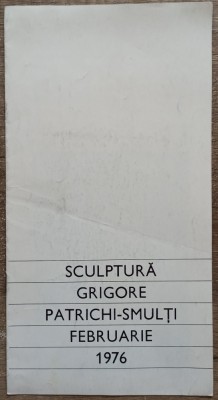 SCULPTURĂ
GRIGORE
PATRICHI-SMULȚI
FEBRUARIE
1976